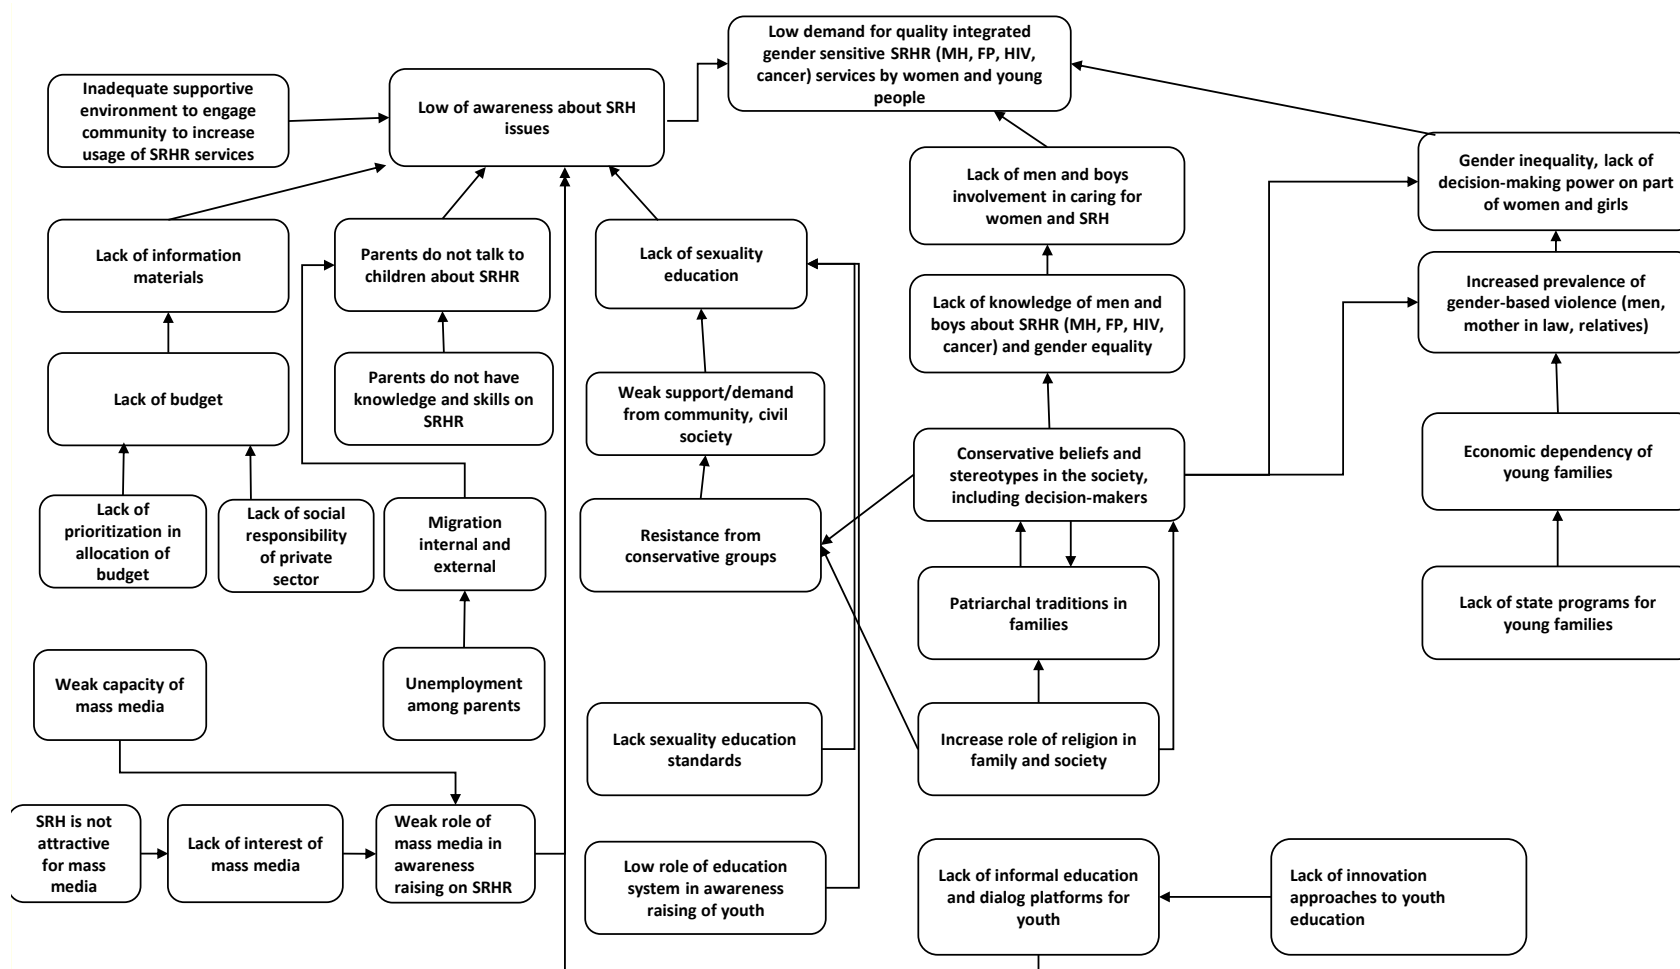 Low demand for quality integrated
gender sensitive SRHR (MH, FP, HIV,
cancer) services by women and young
people
Inadequate supportive
environment to engage
community to increase
usage of SRHR services
Low of awareness about SRH
issues
Lack of men and boys
involvement in caring for
women and SRH
Gender inequality, lack of
decision-making power on part
of women and girls
Lack of information
materials
Parents do not talk to
children about SRHR
Lack of sexuality
education
Lack of knowledge of men and
boys about SRHR (MH, FP, HIV,
cancer) and gender equality
Increased prevalence of
gender-based violence (men,
mother in law, relatives)
Lack of budget
Parents do not have
knowledge and skills on
SRHR
Weak support/demand
from community, civil
society
Conservative beliefs and
stereotypes in the society,
including decision-makers
Economic dependency of
young families
Lack of
prioritization in
allocation of
budget
Lack of social
responsibility
of private
sector
Migration
internal and
external
Resistance from
conservative groups
Patriarchal traditions in
families
Lack of state programs for
young families
Weak capacity of
mass media
Unemployment
among parents
Lack sexuality education
standards
Increase role of religion in
family and society
SRH is not
attractive
for mass
media
Lack of interest of
mass media
Weak role of
mass media in
awareness
raising on SRHR
Low role of education
system in awareness
raising of youth
Lack of informal education
and dialog platforms for
youth
Lack of innovation
approaches to youth
education